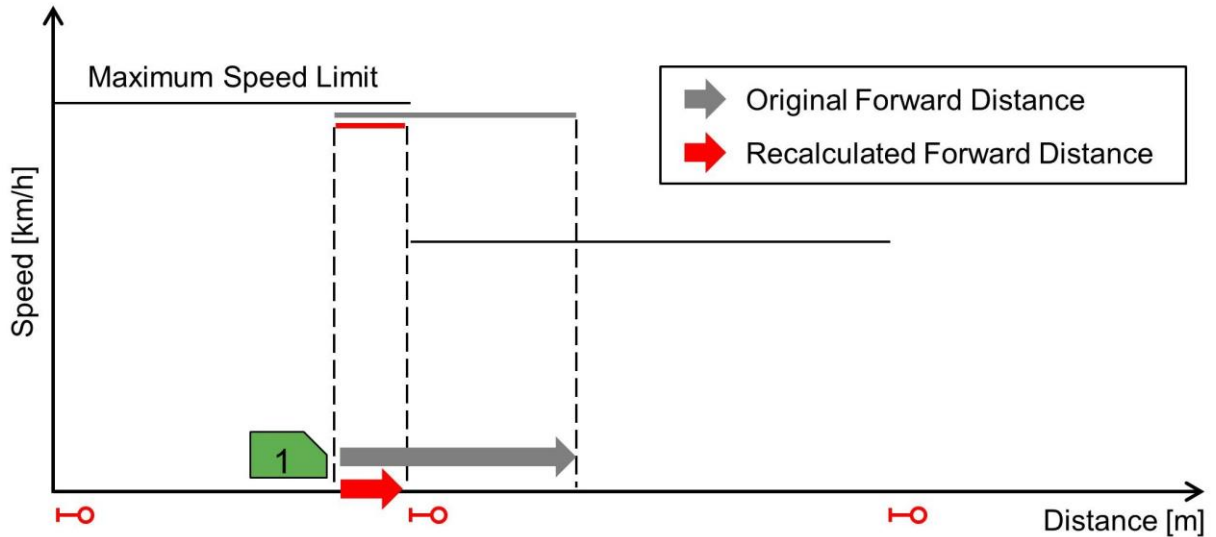 Maximum Speed Limit
Original Forward Distance
Recalculated Forward Distance
Speed [km/h]
1
Distance [m]